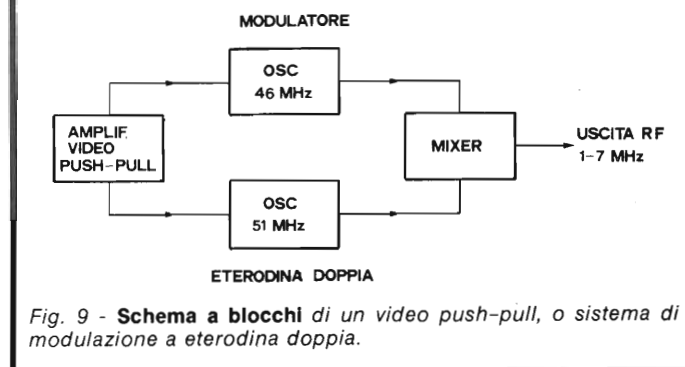 MODULATORE
OSC
46 MHz
AMPLIF.
VIDEO
PUSH-PULL
MIXER
USCITA RF
1-7 MHz
OSC
51 MHz
ETERODINA DOPPIA
Fig. 9 - Schema a blocchi di un video push-pull, o sistema di
modulazione a eterodina doppia.